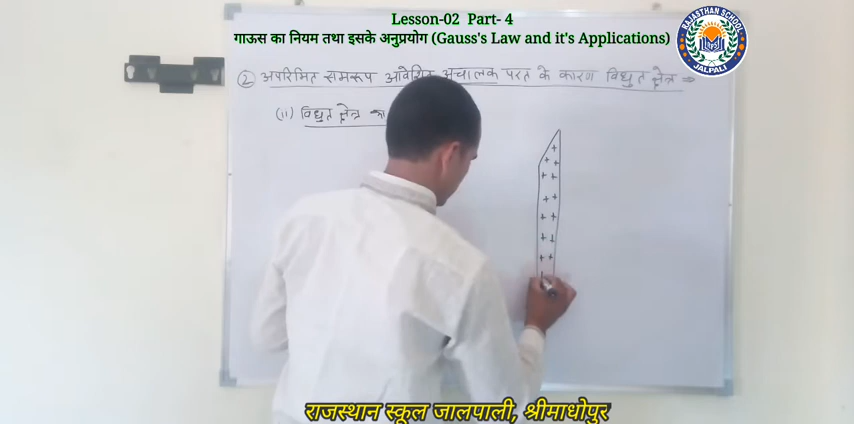 Lesson-02 Part- 4
गाऊस का नियम तथा इसके अनुप्रयोग (Gauss's Law and it's Applications)
RAJASTHAN SCHOOL
JALPALI
② अपरिमित समरूप आवेशित अचालक परत के कारण विद्युत क्षेत्र ⇒
(ii) विद्युत क्षेत्र का
राजस्थान स्कूल जालपाली, श्रीमाधोपुर